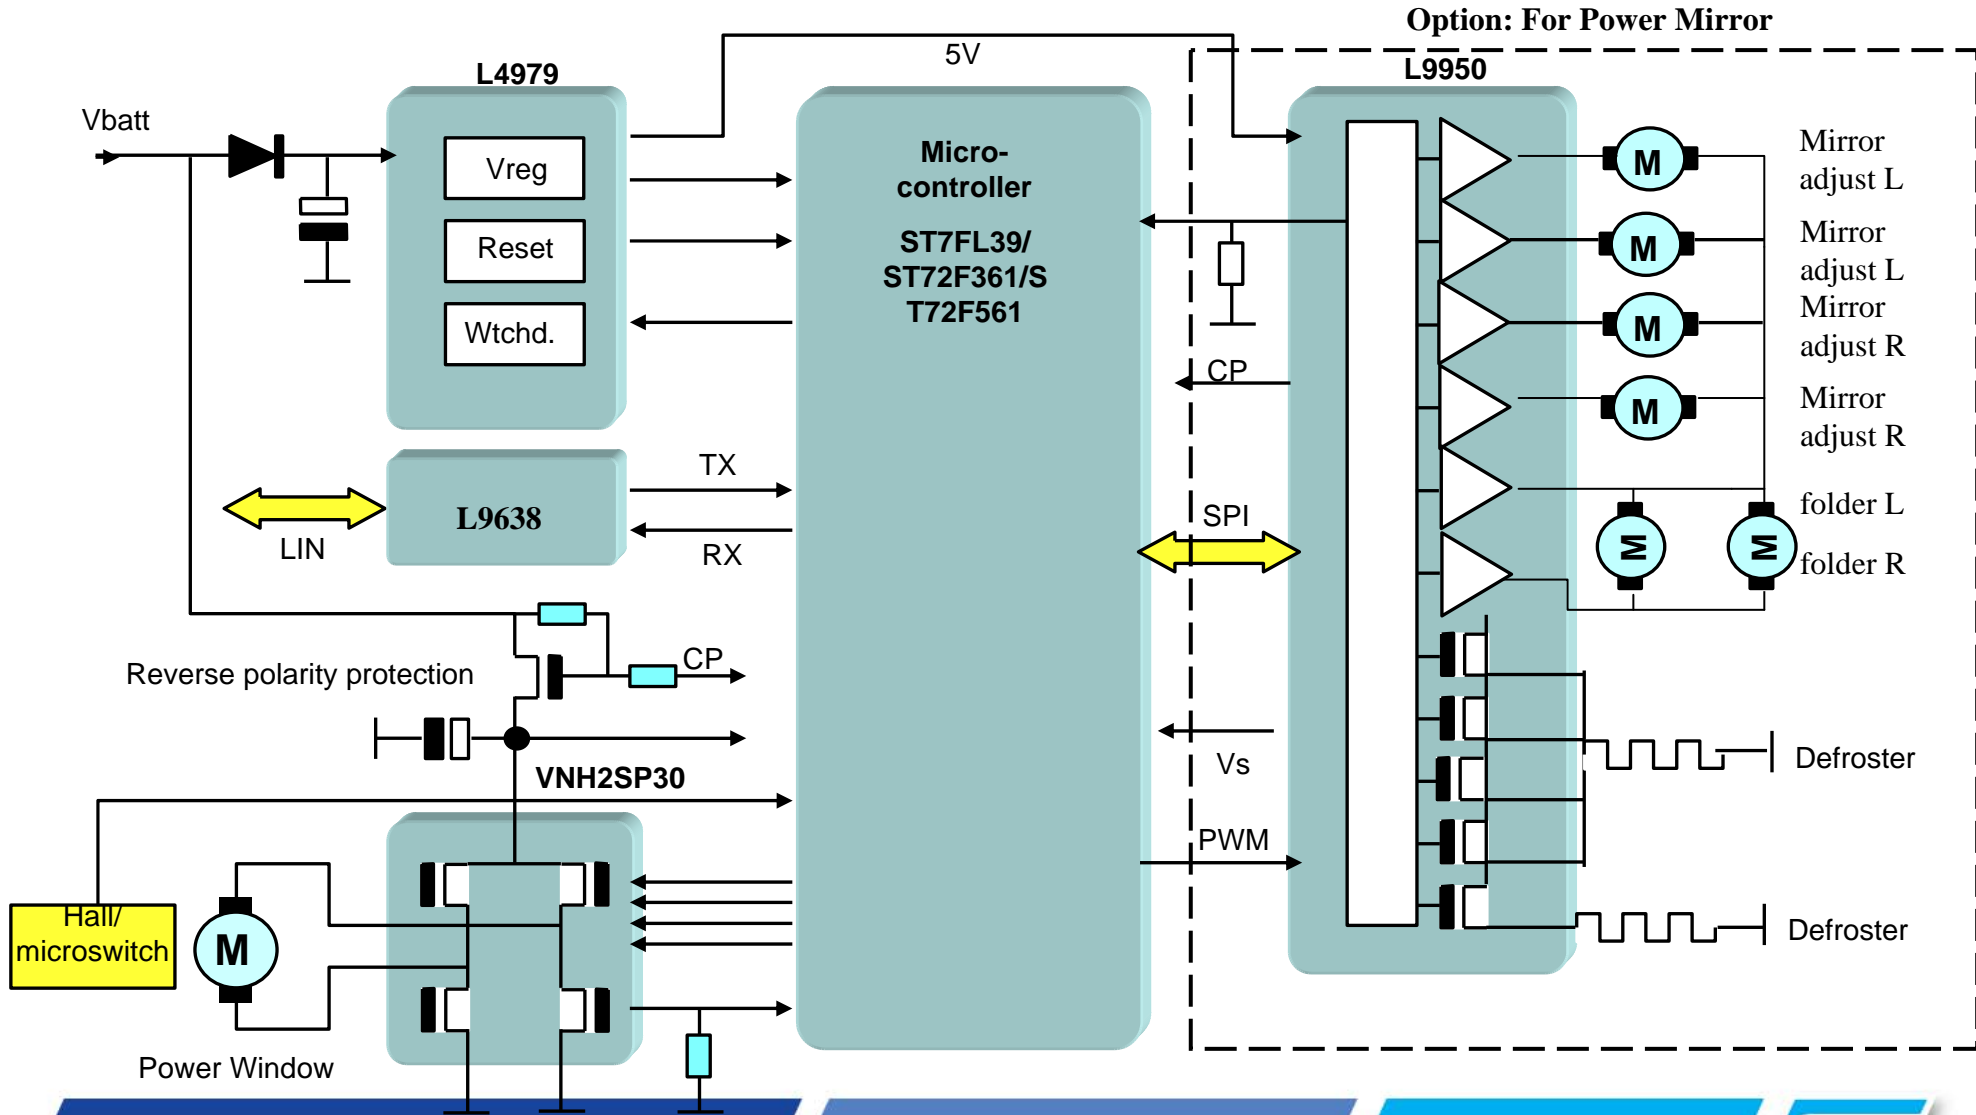 Option: For Power Mirror
5V
L4979
L9950
Vbatt
Vreg
Reset
Wtchd.
Micro-
controller
ST7FL39/
ST72F361/S
T72F561
M
Mirror
adjust L
M
Mirror
adjust L
M
Mirror
adjust R
M
Mirror
adjust R
CP
TX
L9638
LIN
RX
SPI
folder L
M
M
folder R
Reverse polarity protection
CP
VNH2SP30
Vs
Defroster
PWM
Hall/
microswitch
M
Defroster
Power Window